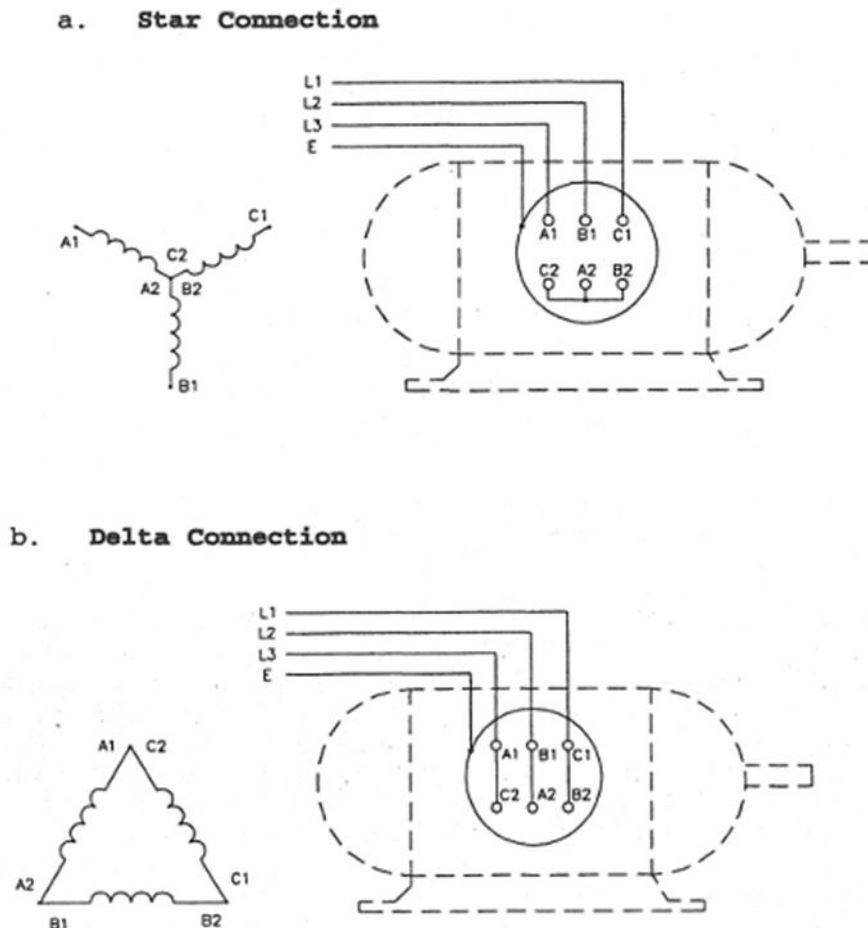 a. Star Connection
L1
L2
L3
E
A1
C1
C2
A2 B2
B1
A1 B1 C1
C2 A2 B2
b. Delta Connection
L1
L2
L3
E
A1 C2
A2
C1
B1
B2
A1 B1 C1
C2 A2 B2